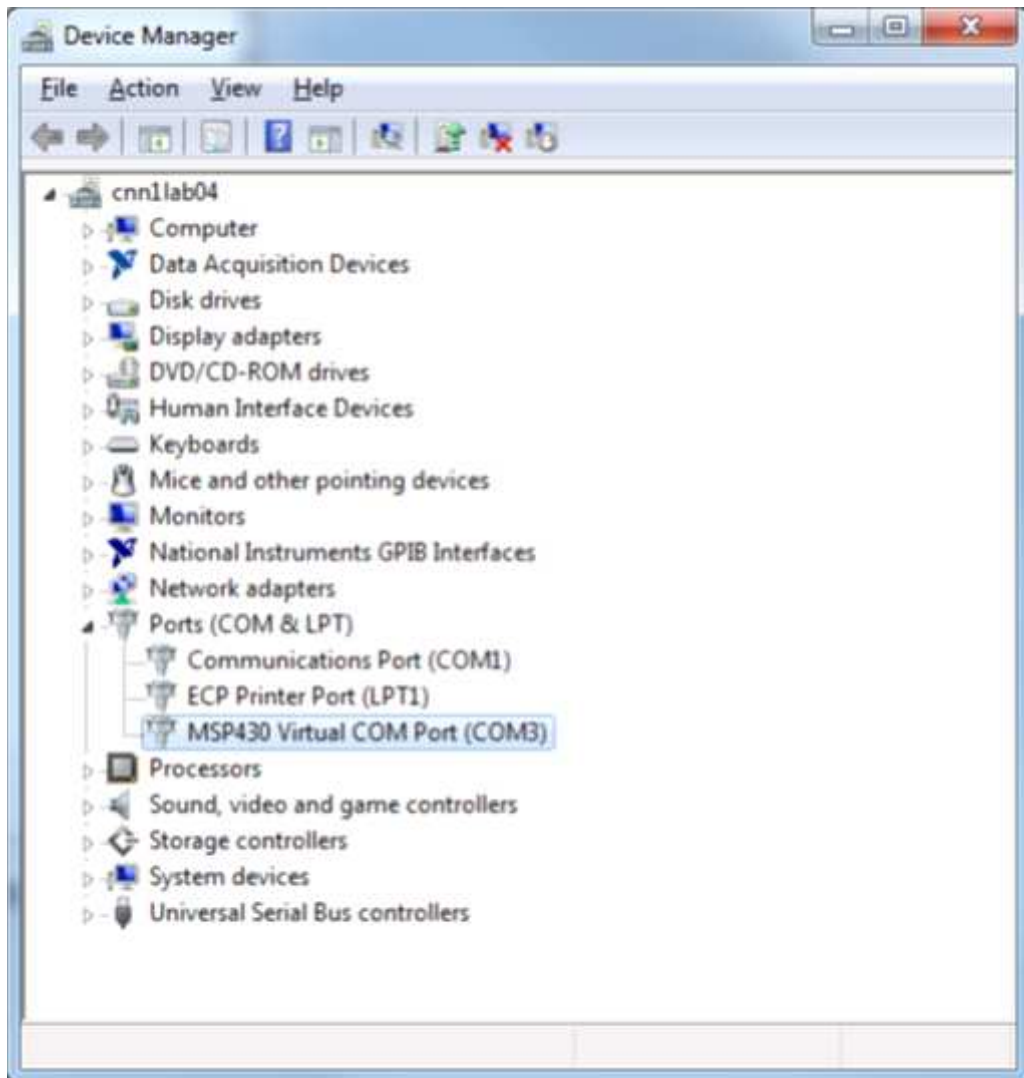 Device Manager
File Action View Help
cnn1lab04
Computer
Data Acquisition Devices
Disk drives
Display adapters
DVD/CD-ROM drives
Human Interface Devices
Keyboards
Mice and other pointing devices
Monitors
National Instruments GPIB Interfaces
Network adapters
Ports (COM & LPT)
Communications Port (COM1)
ECP Printer Port (LPT1)
MSP430 Virtual COM Port (COM3)
Processors
Sound, video and game controllers
Storage controllers
System devices
Universal Serial Bus controllers